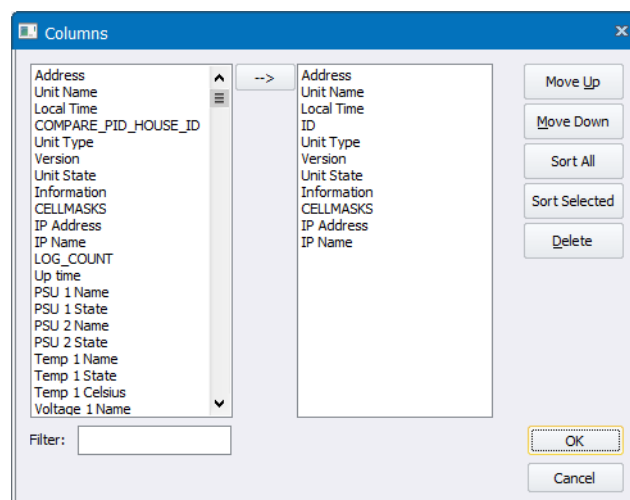 Columns
Address
Unit Name
Local Time
COMPARE_PID_HOUSE_ID
Unit Type
Version
Unit State
Information
CELLMASKS
IP Address
IP Name
LOG_COUNT
Up time
PSU 1 Name
PSU 1 State
PSU 2 Name
PSU 2 State
Temp 1 Name
Temp 1 State
Temp 1 Celsius
Voltage 1 Name
Filter:
-->
Address
Unit Name
Local Time
ID
Unit Type
Version
Unit State
Information
CELLMASKS
IP Address
IP Name
Move Up
Move Down
Sort All
Sort Selected
Delete
OK
Cancel